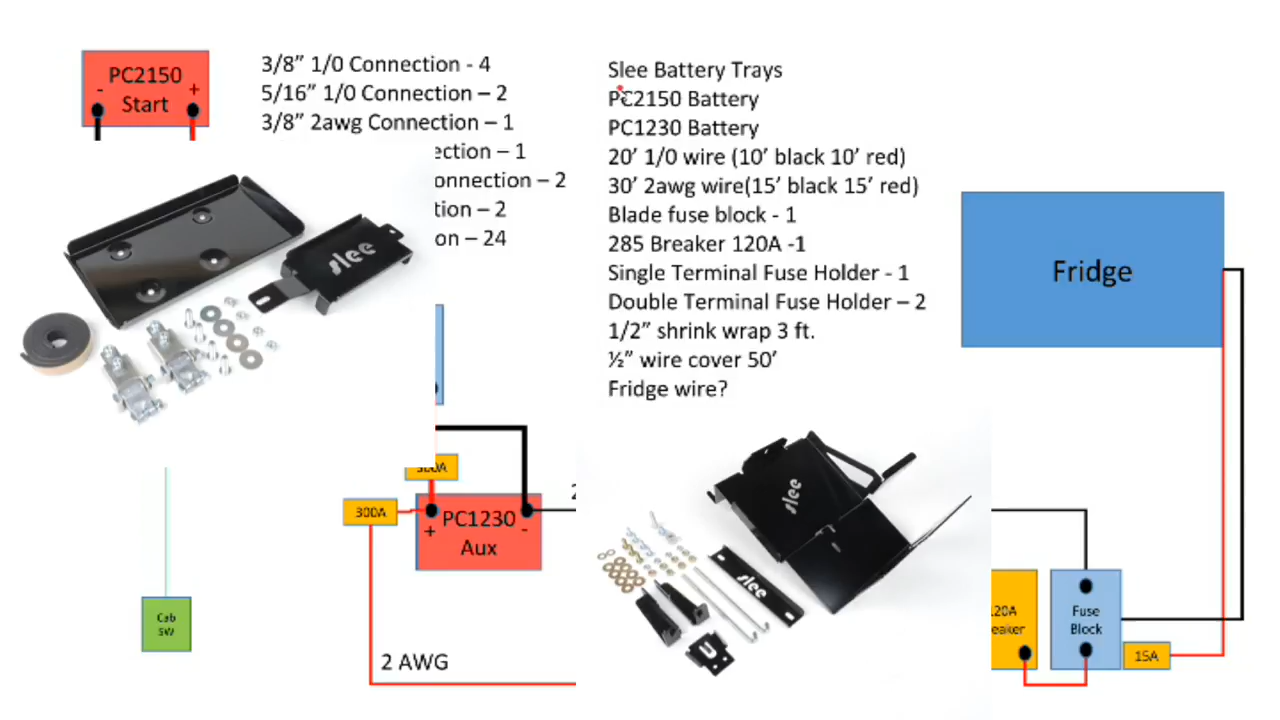 PC2150
Start
-
+
3/8” 1/0 Connection - 4
5/16” 1/0 Connection – 2
3/8” 2awg Connection – 1
ection – 1
onnection – 2
tion – 2
on – 24
slee
Slee Battery Trays
PC2150 Battery
PC1230 Battery
20’ 1/0 wire (10’ black 10’ red)
30’ 2awg wire(15’ black 15’ red)
Blade fuse block - 1
285 Breaker 120A -1
Single Terminal Fuse Holder - 1
Double Terminal Fuse Holder – 2
1/2” shrink wrap 3 ft.
½” wire cover 50’
Fridge wire?
Fridge
300A
300A
PC1230
Aux
+
-
2
2 AWG
Cab
SW
slee
slee
120A
eaker
Fuse
Block
15A